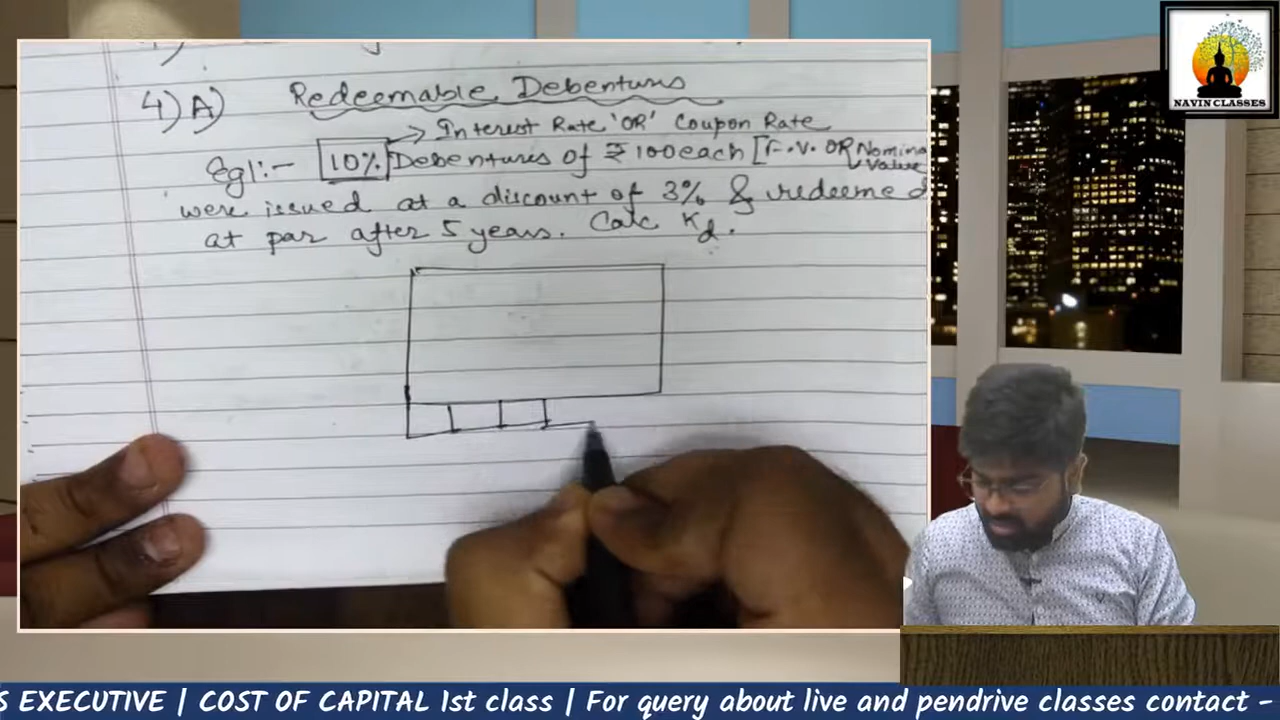 4) A) Redeemable Debentures
→ Interest Rate 'OR' Coupon Rate
Eg1:- 10% Debentures of ₹100 each [F.V. OR Nomina
Value
were issued at a discount of 3% & redeemed
at par after 5 years. Calc Kd.
NAVIN CLASSES
S EXECUTIVE | COST OF CAPITAL 1st class | For query about live and pendrive classes contact -